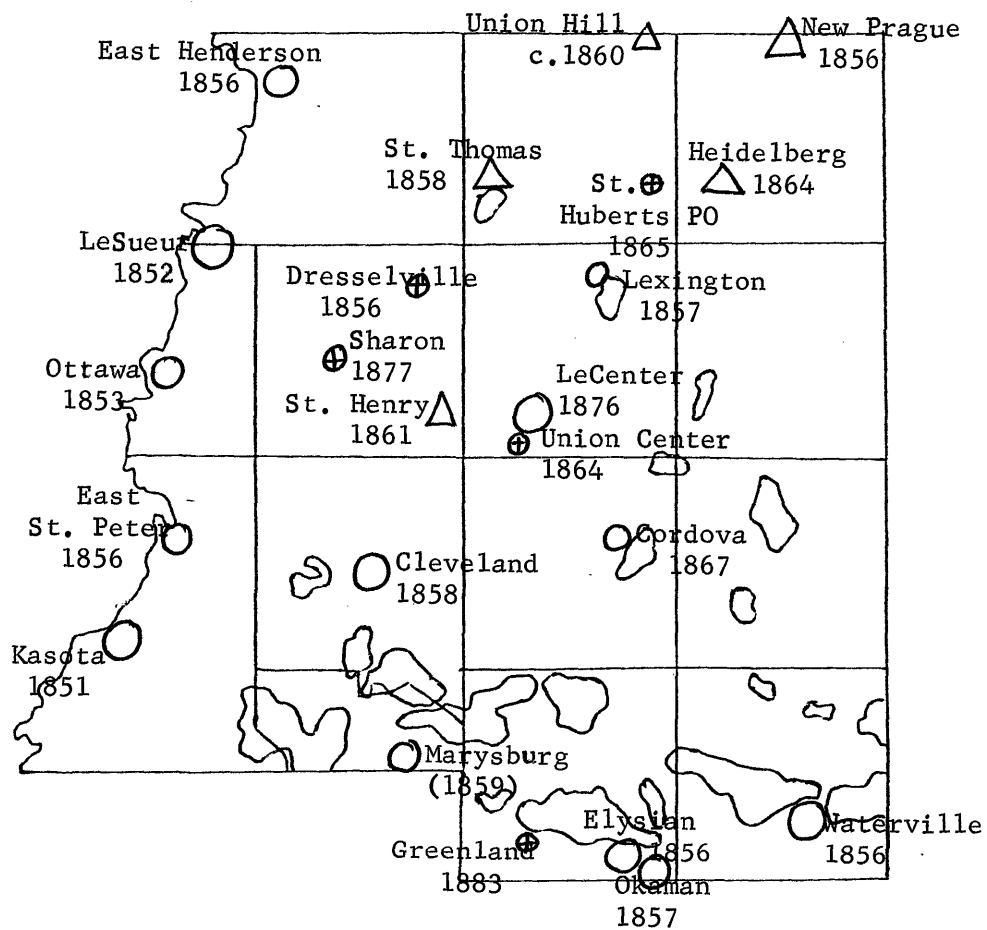 Union Hill
c.1860
New Prague
1856
East Henderson
1856
St. Thomas
1858
Heidelberg
1864
St.
Huberts PO
1865
LeSueur
1852
Dresselville
1856
Lexington
1857
Sharon
1877
Ottawa
1853
LeCenter
1876
St. Henry
1861
Union Center
1864
East
St. Peter
1856
Cordova
1867
Cleveland
1858
Kasota
1851
Marysburg
(1859)
Elysian
1856
Waterville
1856
Greenland
1883
Okaman
1857